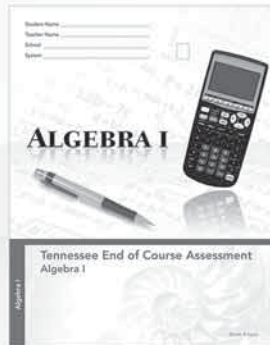 Student Name
Teacher Name
School
System
ALGEBRA I
Tennessee End of Course Assessment
Algebra I
Algebra I